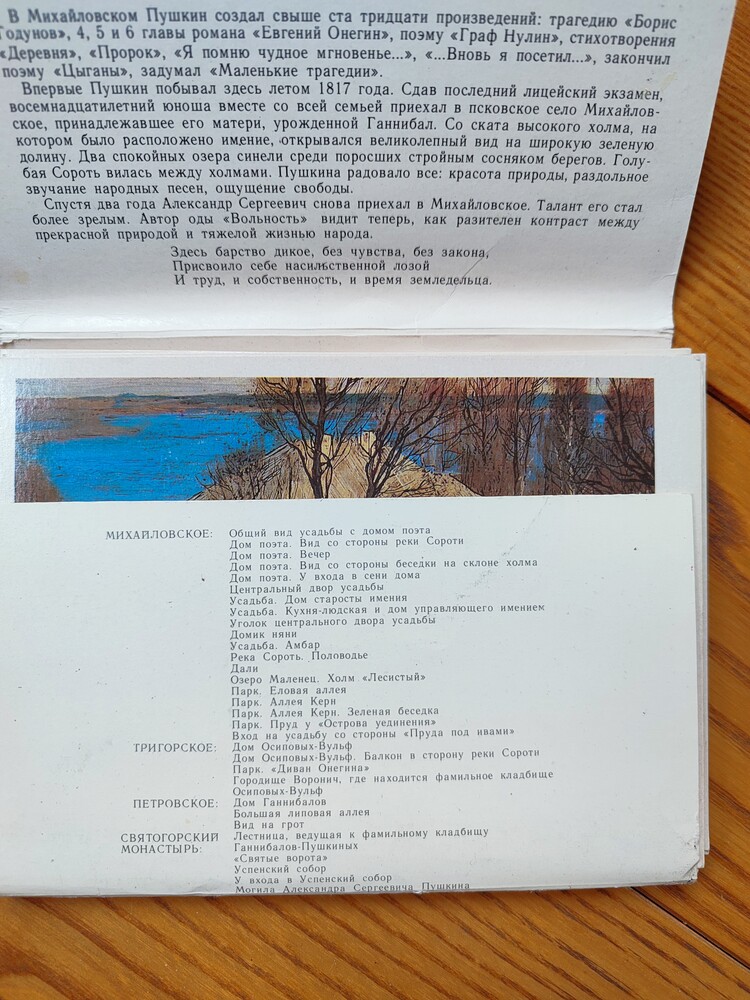 В Михайловском Пушкин создал свыше ста тридцати произведений: трагедию «Борис
Годунов», 4, 5 и 6 главы романа «Евгений Онегин», поэму «Граф Нулин», стихотворения
«Деревня», «Пророк», «Я помню чудное мгновенье...», «...Вновь я посетил...», закончил
поэму «Цыганы», задумал «Маленькие трагедии».
Впервые Пушкин побывал здесь летом 1817 года. Сдав последний лицейский экзамен,
восемнадцатилетний юноша вместе со всей семьей приехал в псковское село Михайлов-
ское, принадлежавшее его матери, урожденной Ганнибал. Со ската высокого холма, на
котором было расположено имение, открывался великолепный вид на широкую зеленую
долину. Два спокойных озера синели среди поросших стройным сосняком берегов. Голу-
бая Сороть вилась между холмами. Пушкина радовало все: красота природы, раздольное
звучание народных песен, ощущение свободы.
Спустя два года Александр Сергеевич снова приехал в Михайловское. Талант его стал
более зрелым. Автор оды «Вольность» видит теперь, как разителен контраст между
прекрасной природой и тяжелой жизнью народа.
Здесь барство дикое, без чувства, без закона,
Присвоило себе насильственной лозой
И труд, и собственность, и время земледельца.
МИХАЙЛОВСКОЕ: Общий вид усадьбы с домом поэта
Дом поэта. Вид со стороны реки Сороти
Дом поэта. Вечер
Дом поэта. Вид со стороны беседки на склоне холма
Дом поэта. У входа в сени дома
Центральный двор усадьбы
Усадьба. Дом старосты имения
Усадьба. Кухня-людская и дом управляющего имением
Уголок центрального двора усадьбы
Домик няни
Усадьба. Амбар
Река Сороть. Половодье
Дали
Озеро Маленец. Холм «Лесистый»
Парк. Еловая аллея
Парк. Аллея Керн
Парк. Аллея Керн. Зеленая беседка
Парк. Пруд у «Острова уединения»
Вход на усадьбу со стороны «Пруда под ивами»
ТРИГОРСКОЕ: Дом Осиповых-Вульф
Дом Осиповых-Вульф. Балкон в сторону реки Сороти
Парк. «Диван Онегина»
Городище Воронич, где находится фамильное кладбище
Осиповых-Вульф
ПЕТРОВСКОЕ: Дом Ганнибалов
Большая липовая аллея
Вид на грот
СВЯТОГОРСКИЙ Лестница, ведущая к фамильному кладбищу
МОНАСТЫРЬ: Ганнибалов-Пушкиных
«Святые ворота»
Успенский собор
У входа в Успенский собор
Могила Александра Сергеевича Пушкина